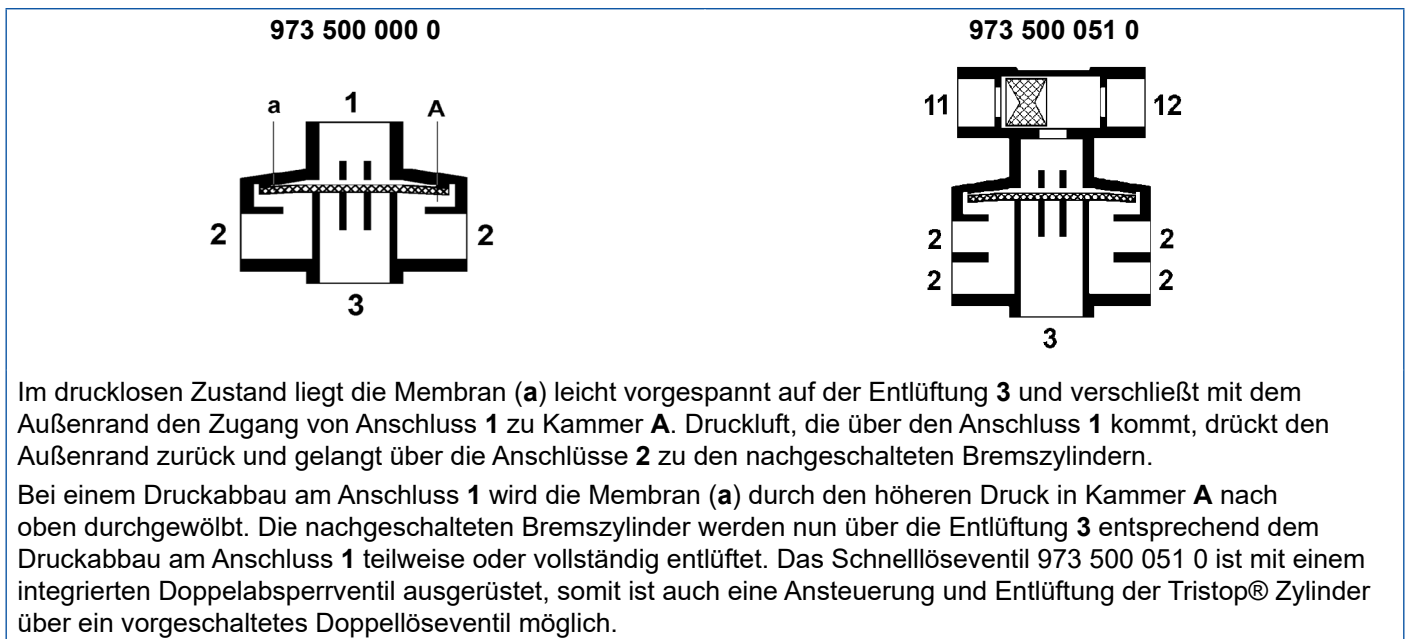 973 500 000 0
973 500 051 0
a
1
A
2
2
3
11
12
2
2
2
2
3
Im drucklosen Zustand liegt die Membran (a) leicht vorgespannt auf der Entlüftung 3 und verschließt mit dem
Außenrand den Zugang von Anschluss 1 zu Kammer A. Druckluft, die über den Anschluss 1 kommt, drückt den
Außenrand zurück und gelangt über die Anschlüsse 2 zu den nachgeschalteten Bremszylindern.
Bei einem Druckabbau am Anschluss 1 wird die Membran (a) durch den höheren Druck in Kammer A nach
oben durchgewölbt. Die nachgeschalteten Bremszylinder werden nun über die Entlüftung 3 entsprechend dem
Druckabbau am Anschluss 1 teilweise oder vollständig entlüftet. Das Schnelllöseventil 973 500 051 0 ist mit einem
integrierten Doppelabsperrventil ausgerüstet, somit ist auch eine Ansteuerung und Entlüftung der Tristop® Zylinder
über ein vorgeschaltetes Doppellöseventil möglich.